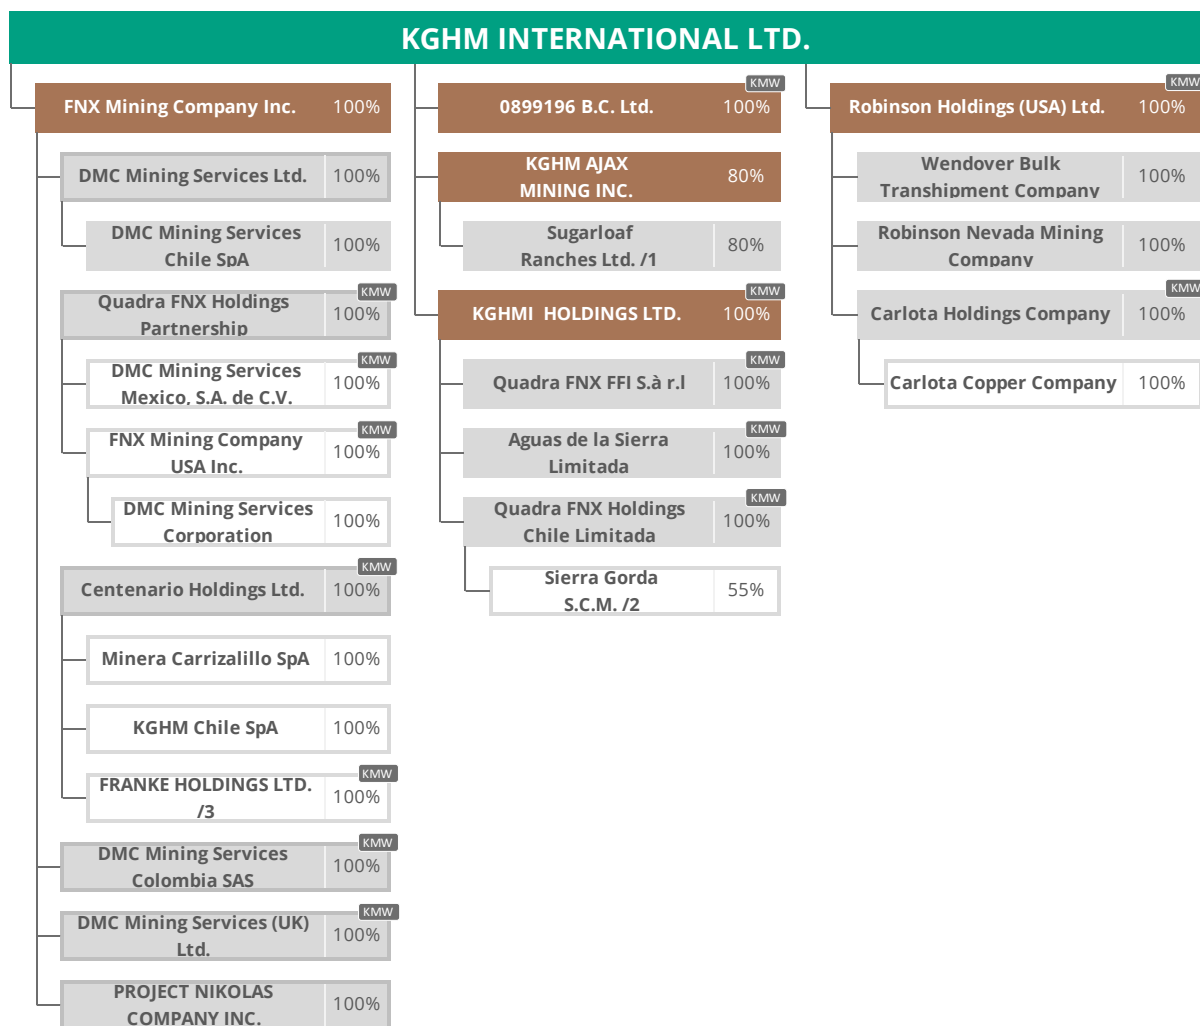 KGHM INTERNATIONAL LTD.
FNX Mining Company Inc. 100%
DMC Mining Services Ltd. 100%
DMC Mining Services
Chile SpA
100%
KMW
Quadra FNX Holdings
Partnership
100%
KMW
DMC Mining Services
Mexico, S.A. de C.V.
100%
KMW
FNX Mining Company
USA Inc.
100%
DMC Mining Services
Corporation
100%
KMW
Centenario Holdings Ltd. 100%
Minera Carrizalillo SpA 100%
KGHM Chile SpA 100%
KMW
FRANKE HOLDINGS LTD.
/3
100%
KMW
DMC Mining Services
Colombia SAS
100%
KMW
DMC Mining Services (UK)
Ltd.
100%
PROJECT NIKOLAS
COMPANY INC.
100%
KMW
0899196 B.C. Ltd. 100%
KGHM AJAX
MINING INC.
80%
Sugarloaf
Ranches Ltd. /1
80%
KMW
KGHMI HOLDINGS LTD. 100%
KMW
Quadra FNX FFI S.à r.l 100%
KMW
Aguas de la Sierra
Limitada
100%
KMW
Quadra FNX Holdings
Chile Limitada
100%
Sierra Gorda
S.C.M. /2
55%
KMW
Robinson Holdings (USA) Ltd. 100%
Wendover Bulk
Transhipment Company
100%
Robinson Nevada Mining
Company
100%
KMW
Carlota Holdings Company 100%
Carlota Copper Company 100%